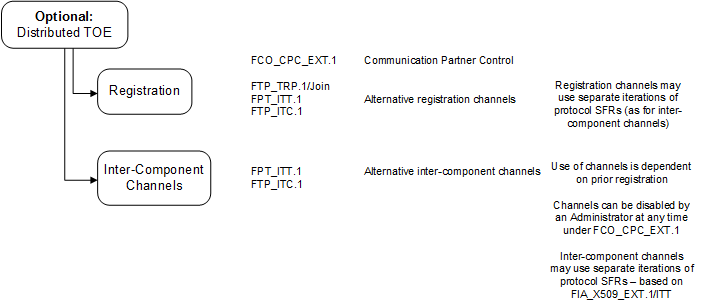 Optional:
Distributed TOE
FCO_CPC_EXT.1 Communication Partner Control
Registration
FTP_TRP.1/Join
FPT_ITT.1 Alternative registration channels
FTP_ITC.1
Registration channels may
use separate iterations of
protocol SFRs (as for inter-
component channels)
Inter-Component
Channels
FPT_ITT.1 Alternative inter-component channels
FTP_ITC.1
Use of channels is dependent
on prior registration
Channels can be disabled by
an Administrator at any time
under FCO_CPC_EXT.1
Inter-component channels
may use separate iterations of
protocol SFRs – based on
FIA_X509_EXT.1/ITT